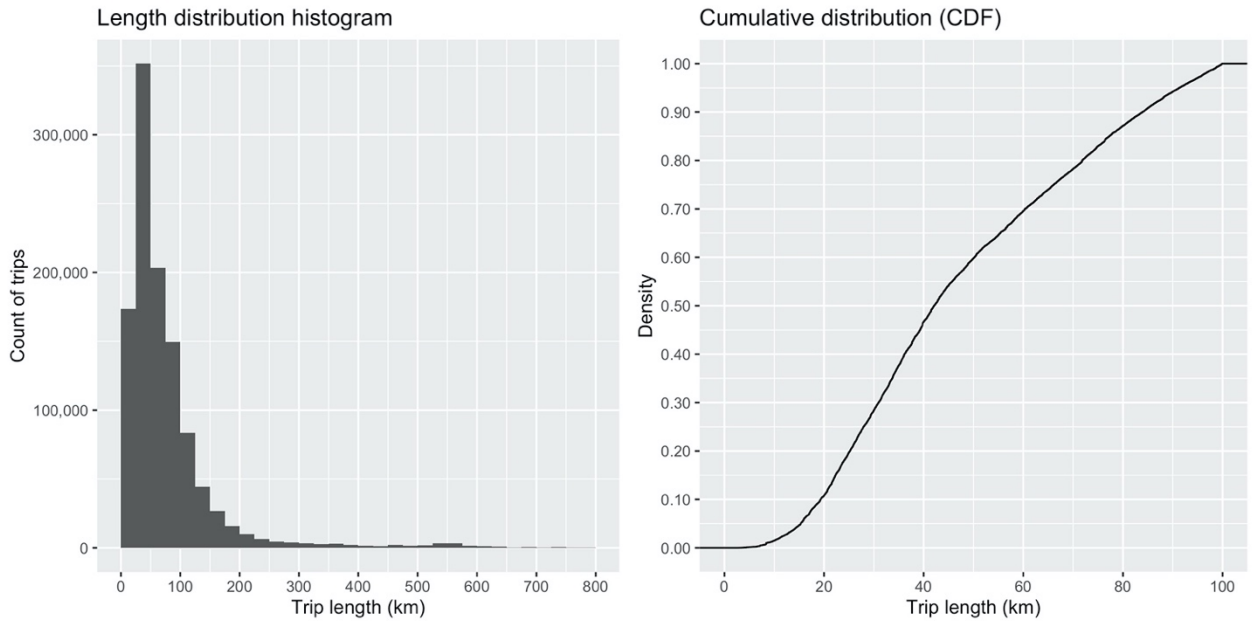 Length distribution histogram
Count of trips
300,000
200,000
100,000
0
0 100 200 300 400 500 600 700 800
Trip length (km)
Cumulative distribution (CDF)
Density
1.00
0.90
0.80
0.70
0.60
0.50
0.40
0.30
0.20
0.10
0.00
0 20 40 60 80 100
Trip length (km)